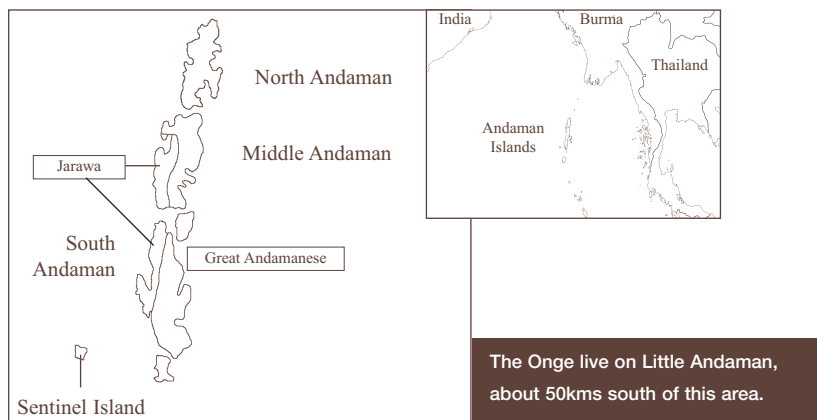 North Andaman
Middle Andaman
Jarawa
South
Andaman
Great Andamanese
Sentinel Island
India
Burma
Thailand
Andaman
Islands
The Onge live on Little Andaman,
about 50kms south of this area.